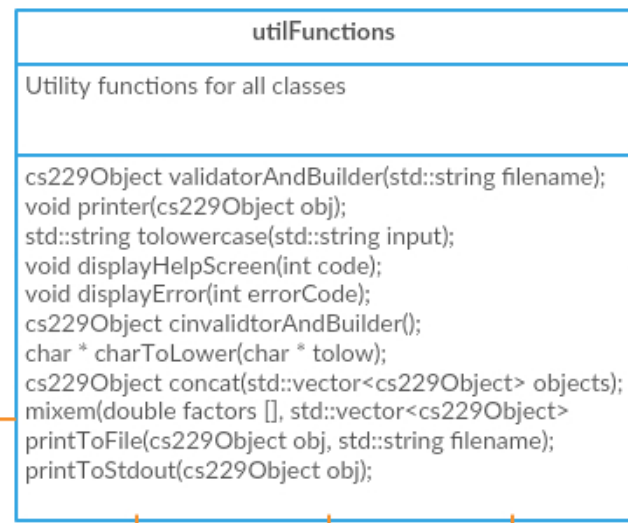 utilFunctions
Utility functions for all classes
cs229Object validatorAndBuilder(std::string filename);
void printer(cs229Object obj);
std::string tolowercase(std::string input);
void displayHelpScreen(int code);
void displayError(int errorCode);
cs229Object cinvalidtorAndBuilder();
char * charToLower(char * tolow);
cs229Object concat(std::vector<cs229Object> objects);
mixem(double factors [], std::vector<cs229Object>
printToFile(cs229Object obj, std::string filename);
printToStdout(cs229Object obj);